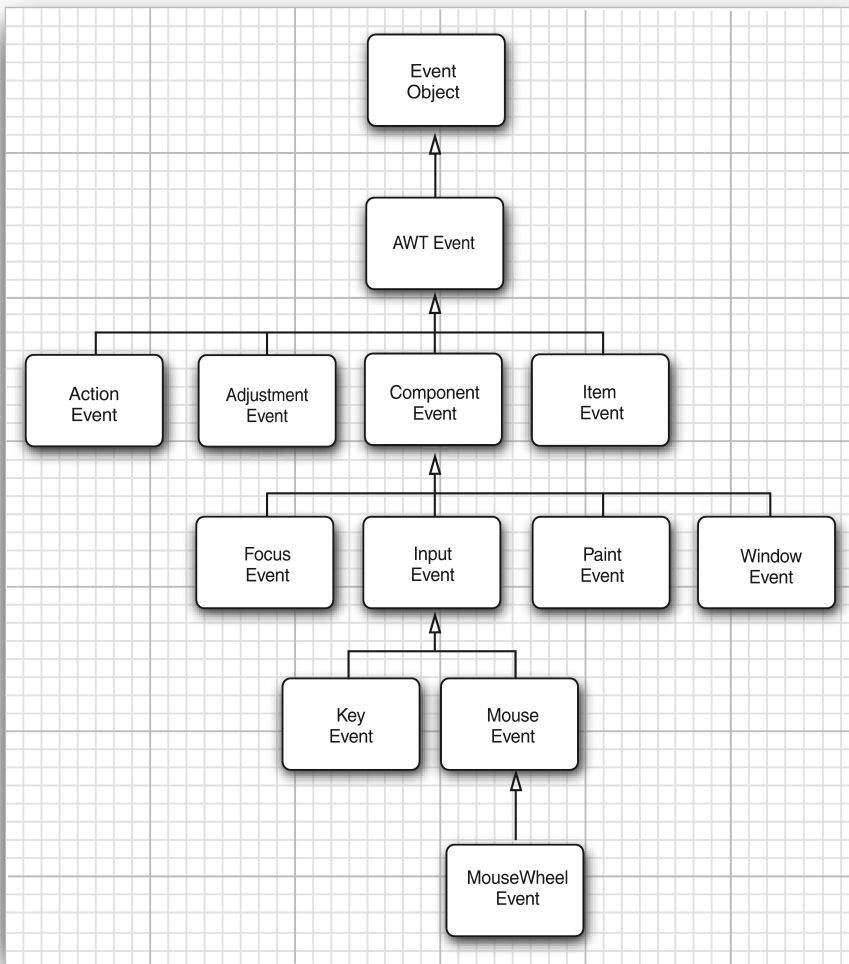 Event
Object
AWT Event
Action
Event
Adjustment
Event
Component
Event
Item
Event
Focus
Event
Input
Event
Paint
Event
Window
Event
Key
Event
Mouse
Event
MouseWheel
Event